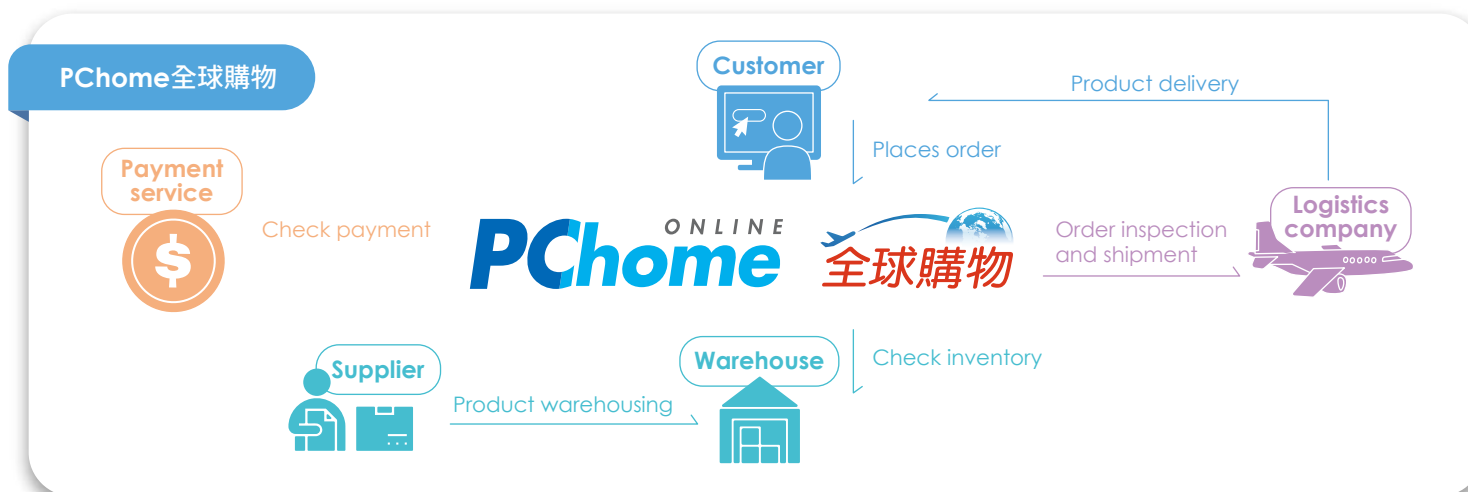 PChome全球購物
Customer
Product delivery
Places order
Payment
service
Check payment
ONLINE
PChome
全球購物
Order inspection
and shipment
Logistics
company
Supplier
Product warehousing
Warehouse
Check inventory